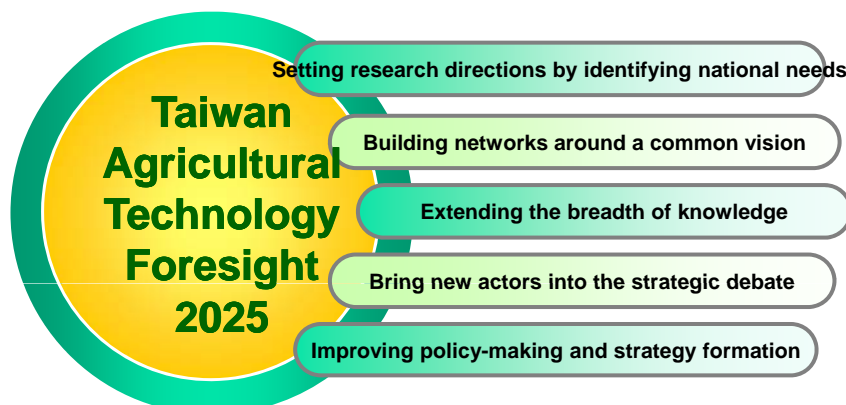 Taiwan
Agricultural
Technology
Foresight
2025
Setting research directions by identifying national needs
Building networks around a common vision
Extending the breadth of knowledge
Bring new actors into the strategic debate
Improving policy-making and strategy formation